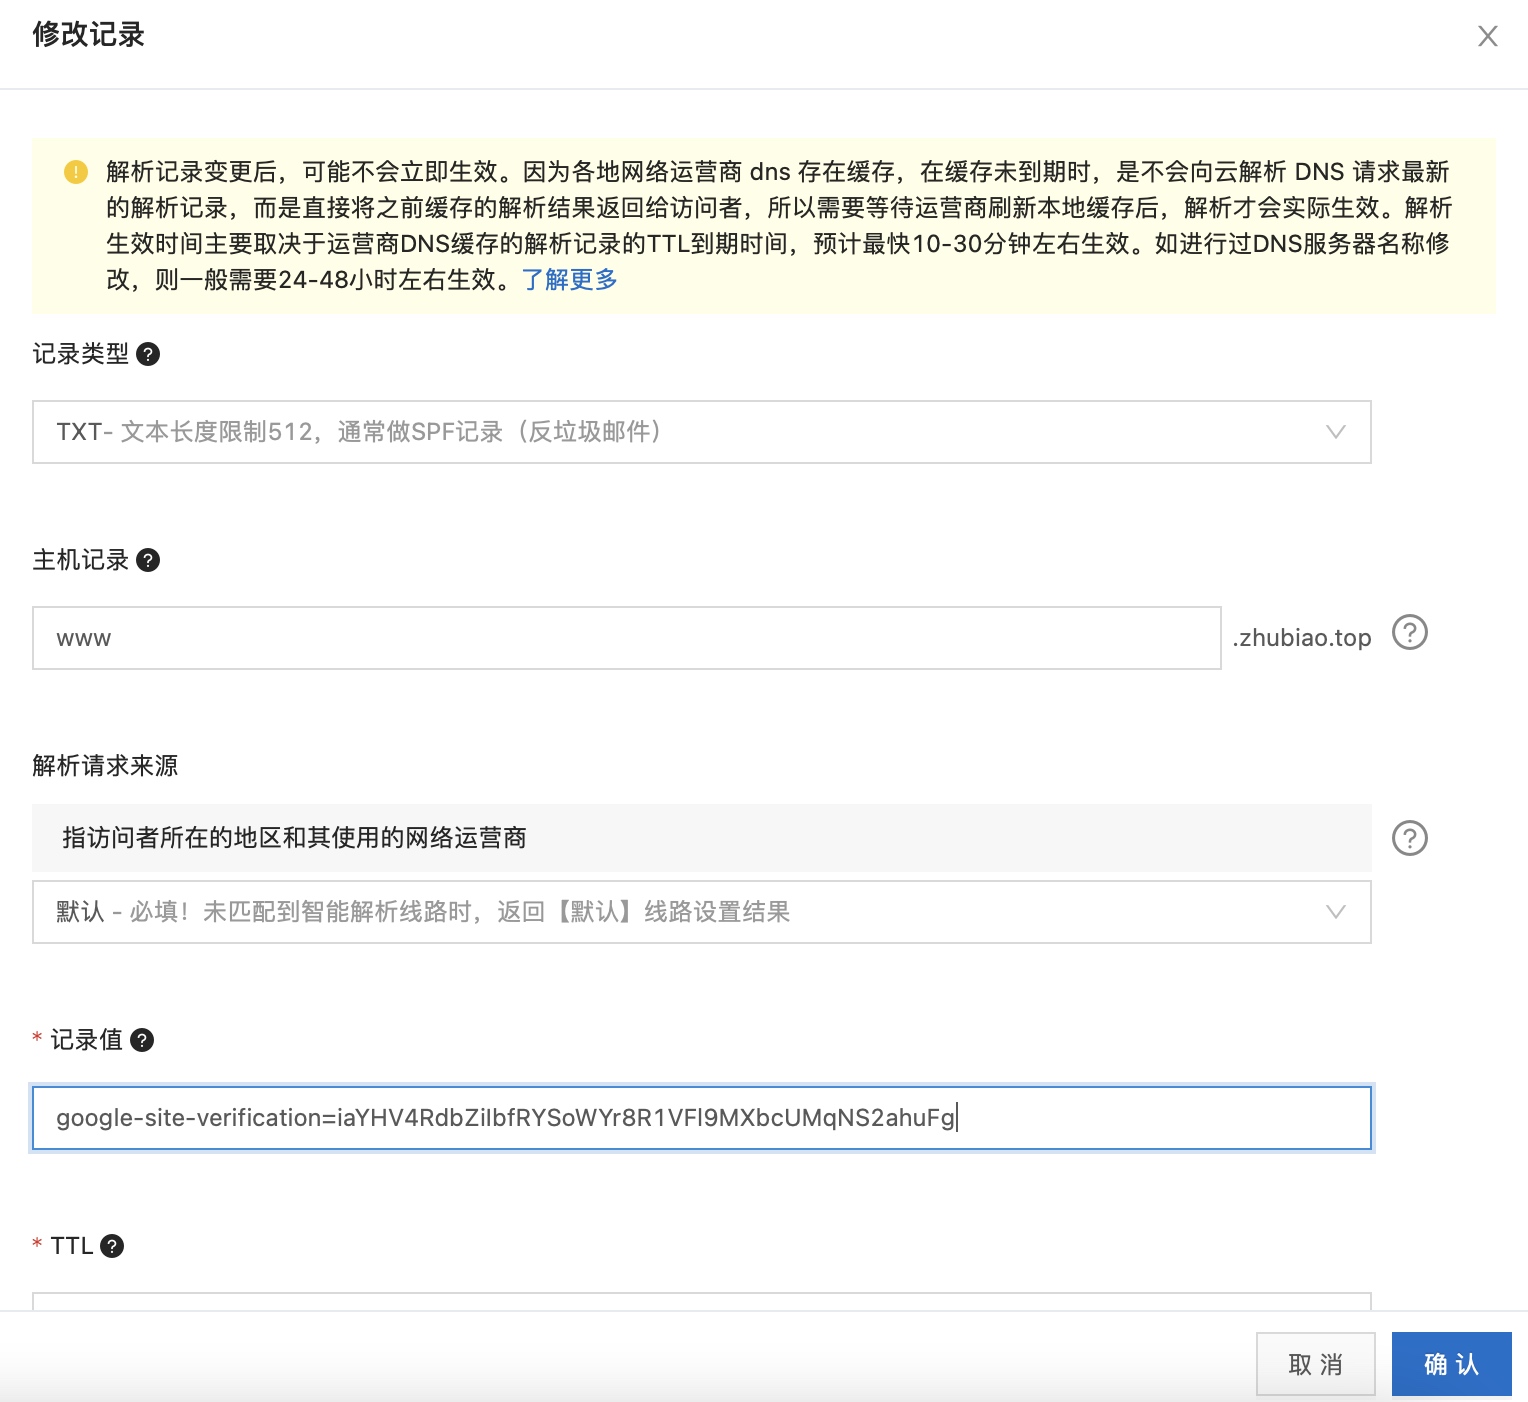 修改记录
解析记录变更后，可能不会立即生效。因为各地网络运营商 dns 存在缓存，在缓存未到期时，是不会向云解析 DNS 请求最新
的解析记录，而是直接将之前缓存的解析结果返回给访问者，所以需要等待运营商刷新本地缓存后，解析才会实际生效。解析
生效时间主要取决于运营商DNS缓存的解析记录的TTL到期时间，预计最快10-30分钟左右生效。如进行过DNS服务器名称修
改，则一般需要24-48小时左右生效。了解更多
记录类型
TXT- 文本长度限制512，通常做SPF记录（反垃圾邮件）
主机记录
www
.zhubiao.top
解析请求来源
指访问者所在的地区和其使用的网络运营商
默认 - 必填！未匹配到智能解析线路时，返回【默认】线路设置结果
* 记录值
google-site-verification=iaYHV4RdbZilbfRYSoWYr8R1VFl9MXbcUMqNS2ahuFg
* TTL
取 消
确 认